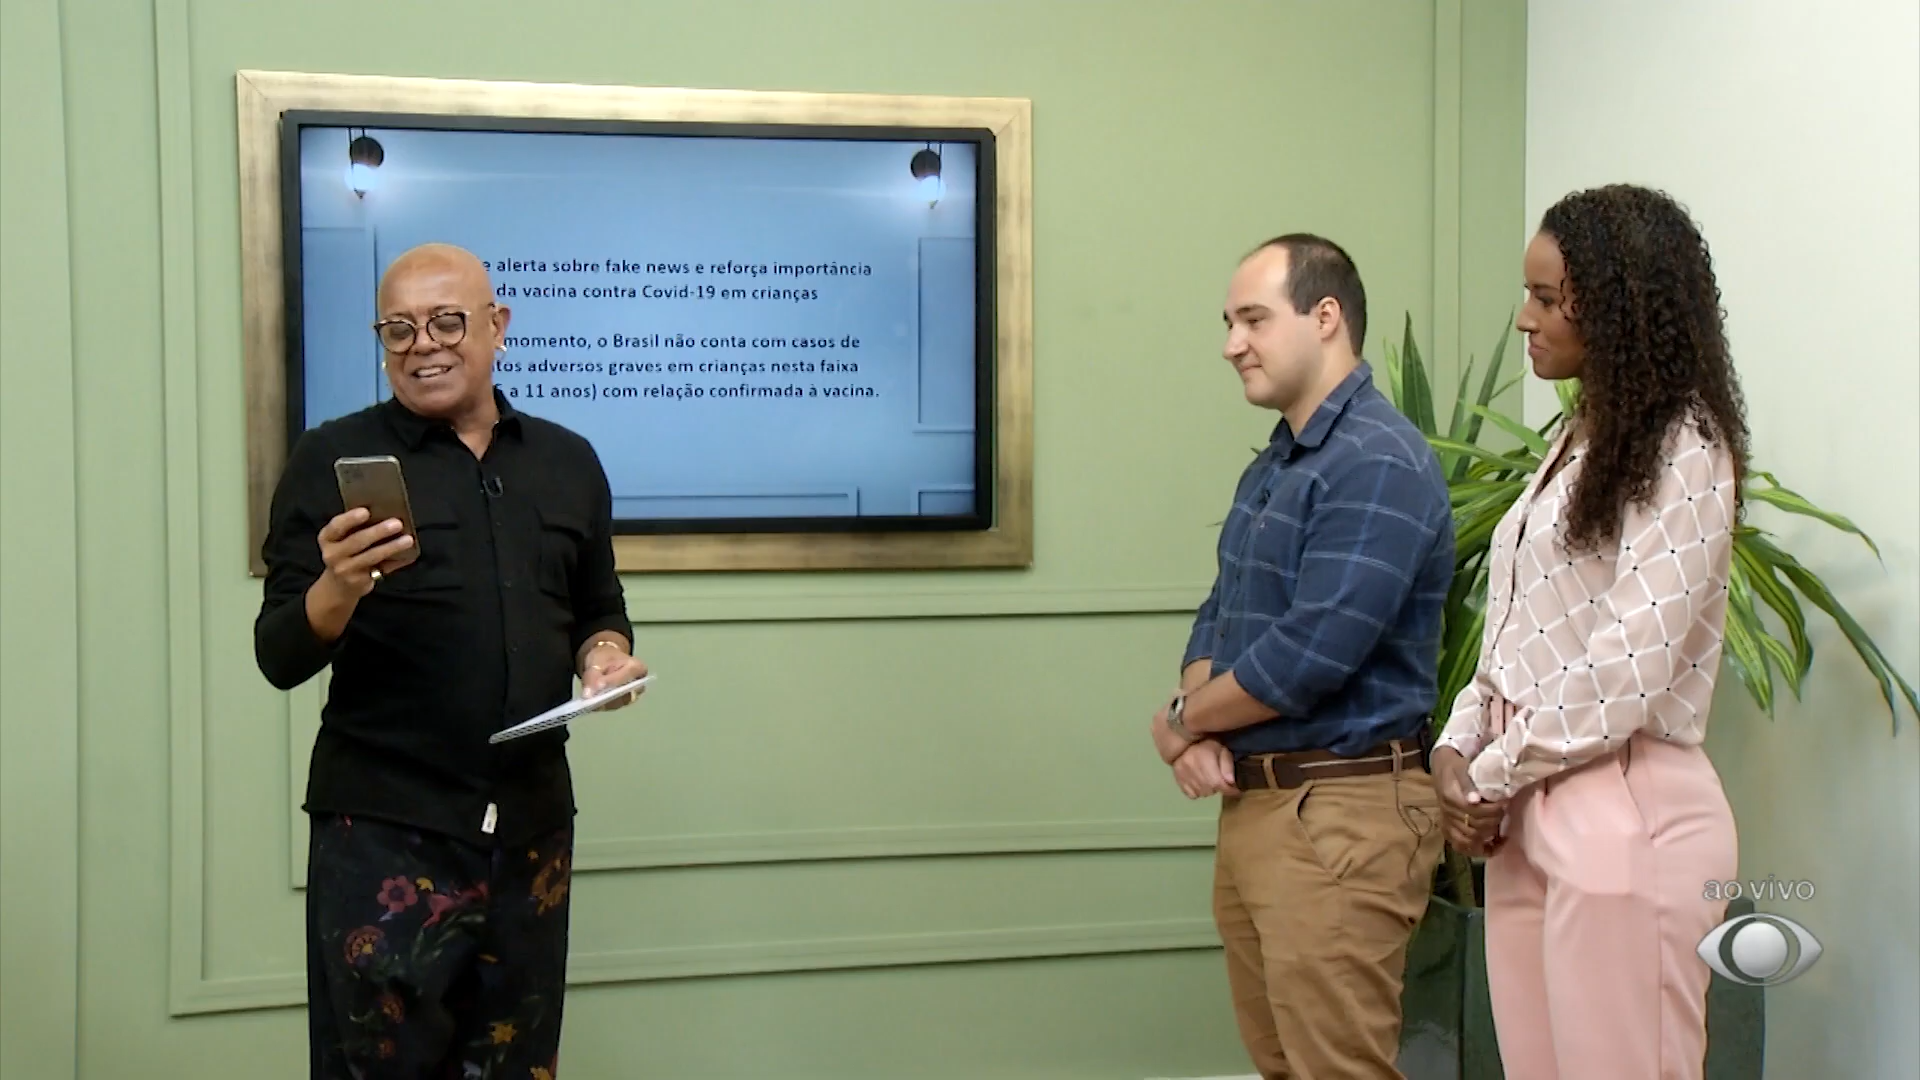 e alerta sobre fake news e reforça importância
da vacina contra Covid-19 em crianças
momento, o Brasil não conta com casos de
tos adversos graves em crianças nesta faixa
a 11 anos) com relação confirmada à vacina.
ao vivo